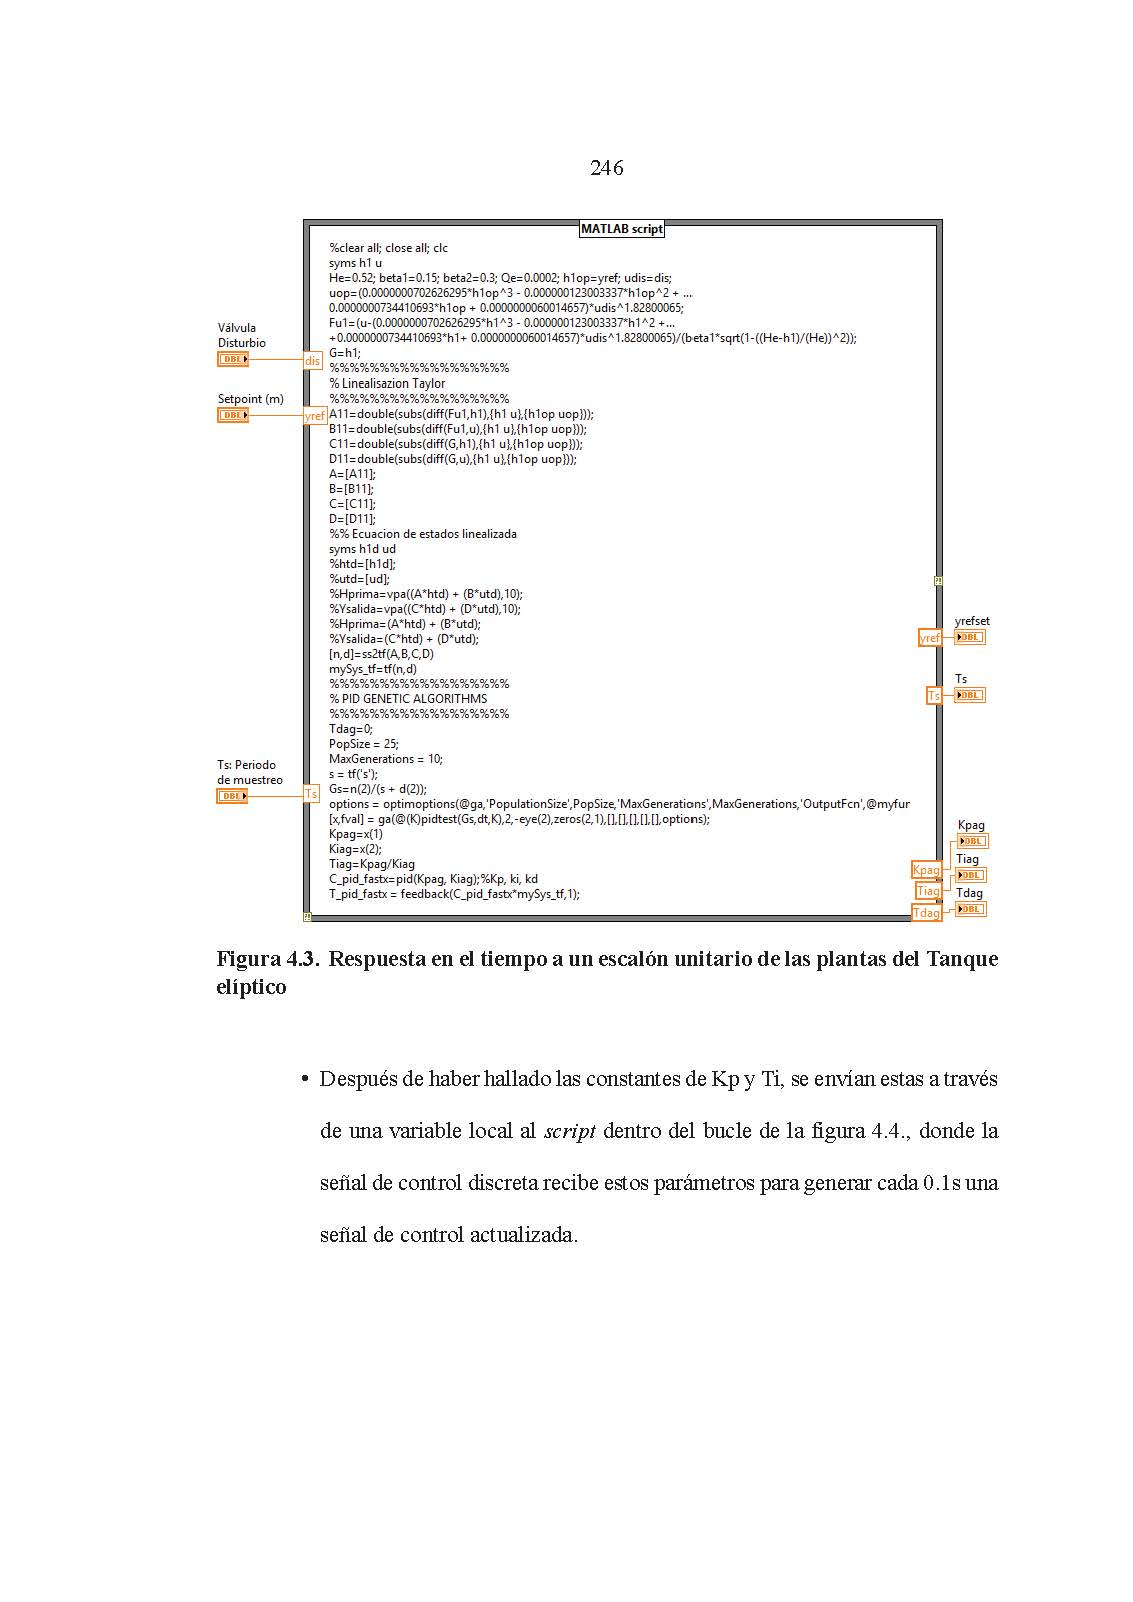 246
MATLAB script
%clear all; close all; clc
syms h1 u
He=0.52; beta1=0.15; beta2=0.3; Qe=0.0002; h1op=yref; udis=dis;
uop=(0.0000000702626295*h1op^3 - 0.000000123003337*h1op^2 + ...
0.0000000734410693*h1op + 0.0000000060014657)*udis^1.82800065;
Fu1=(u-(0.0000000702626295*h1^3 - 0.000000123003337*h1^2 +...
+0.0000000734410693*h1+ 0.0000000060014657)*udis^1.82800065)/(beta1*sqrt(1-((He-h1)/(He))^2));
G=h1;
%%%%%%%%%%%%%%%%%%
% Linealisazion Taylor
%%%%%%%%%%%%%%%%%%
A11=double(subs(diff(Fu1,h1),{h1 u},{h1op uop}));
B11=double(subs(diff(Fu1,u),{h1 u},{h1op uop}));
C11=double(subs(diff(G,h1),{h1 u},{h1op uop}));
D11=double(subs(diff(G,u),{h1 u},{h1op uop}));
A=[A11];
B=[B11];
C=[C11];
D=[D11];
%% Ecuacion de estados linealizada
syms h1d ud
%htd=[h1d];
%utd=[ud];
%Hprima=vpa((A*htd) + (B*utd),10);
%Ysalida=vpa((C*htd) + (D*utd),10);
%Hprima=(A*htd) + (B*utd);
%Ysalida=(C*htd) + (D*utd);
[n,d]=ss2tf(A,B,C,D)
mySys_tf=tf(n,d)
%%%%%%%%%%%%%%%%%%
% PID GENETIC ALGORITHMS
%%%%%%%%%%%%%%%%%%
Tdag=0;
PopSize = 25;
MaxGenerations = 10;
s = tf('s');
Gs=n(2)/(s + d(2));
options = optimoptions(@ga,'PopulationSize',PopSize,'MaxGenerations',MaxGenerations,'OutputFcn',@myfun
[x,fval] = ga(@(K)pidtest(Gs,dt,K),2,-eye(2),zeros(2,1),[],[],[],[],[],options);
Kpag=x(1)
Kiag=x(2);
Tiag=Kpag/Kiag
C_pid_fastx=pid(Kpag, Kiag);%Kp, ki, kd
T_pid_fastx = feedback(C_pid_fastx*mySys_tf,1);
Válvula
Disturbio
DBL
dis
Setpoint (m)
DBL
yref
Ts: Periodo
de muestreo
DBL
Ts
yrefset
yref
DBL
Ts
Ts
DBL
Kpag
DBL
Kpag
Tiag
DBL
Tiag
Tdag
DBL
Tdag
Figura 4.3. Respuesta en el tiempo a un escalón unitario de las plantas del Tanque
elíptico
• Después de haber hallado las constantes de Kp y Ti, se envían estas a través
de una variable local al script dentro del bucle de la figura 4.4., donde la
señal de control discreta recibe estos parámetros para generar cada 0.1s una
señal de control actualizada.